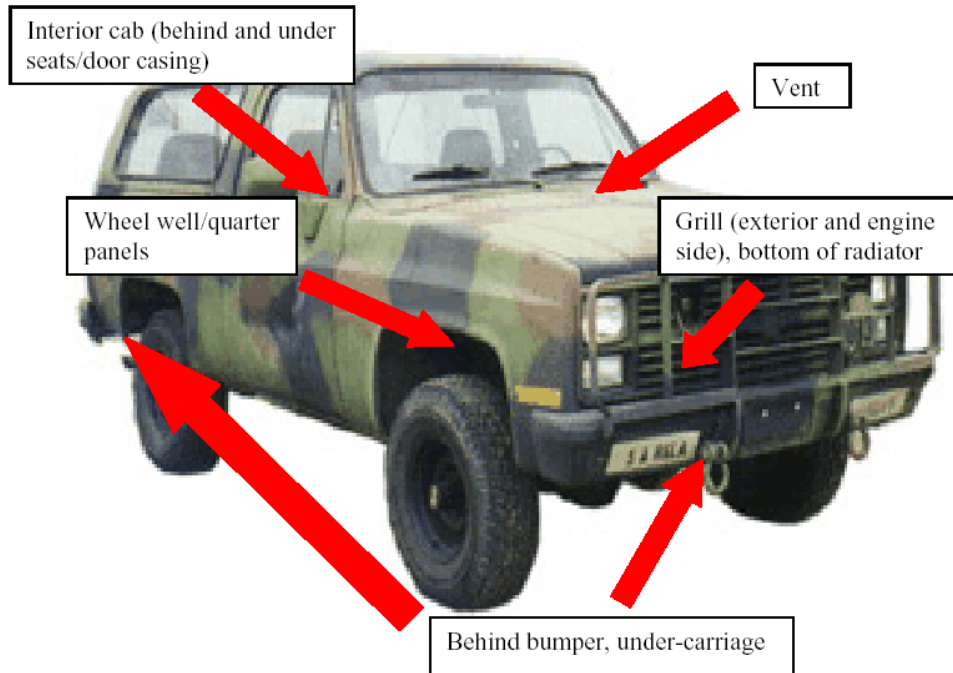 Interior cab (behind and under
seats/door casing)
Vent
Wheel well/quarter
panels
Grill (exterior and engine
side), bottom of radiator
Behind bumper, under-carriage